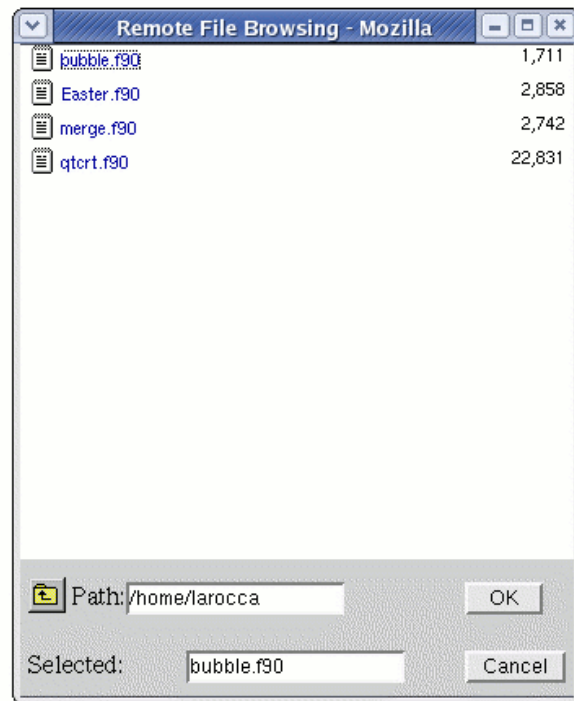 Remote File Browsing - Mozilla
bubble.f90 1,711
Easter.f90 2,858
merge.f90 2,742
qtcrt.f90 22,831
Path: /home/larocca OK
Selected: bubble.f90 Cancel